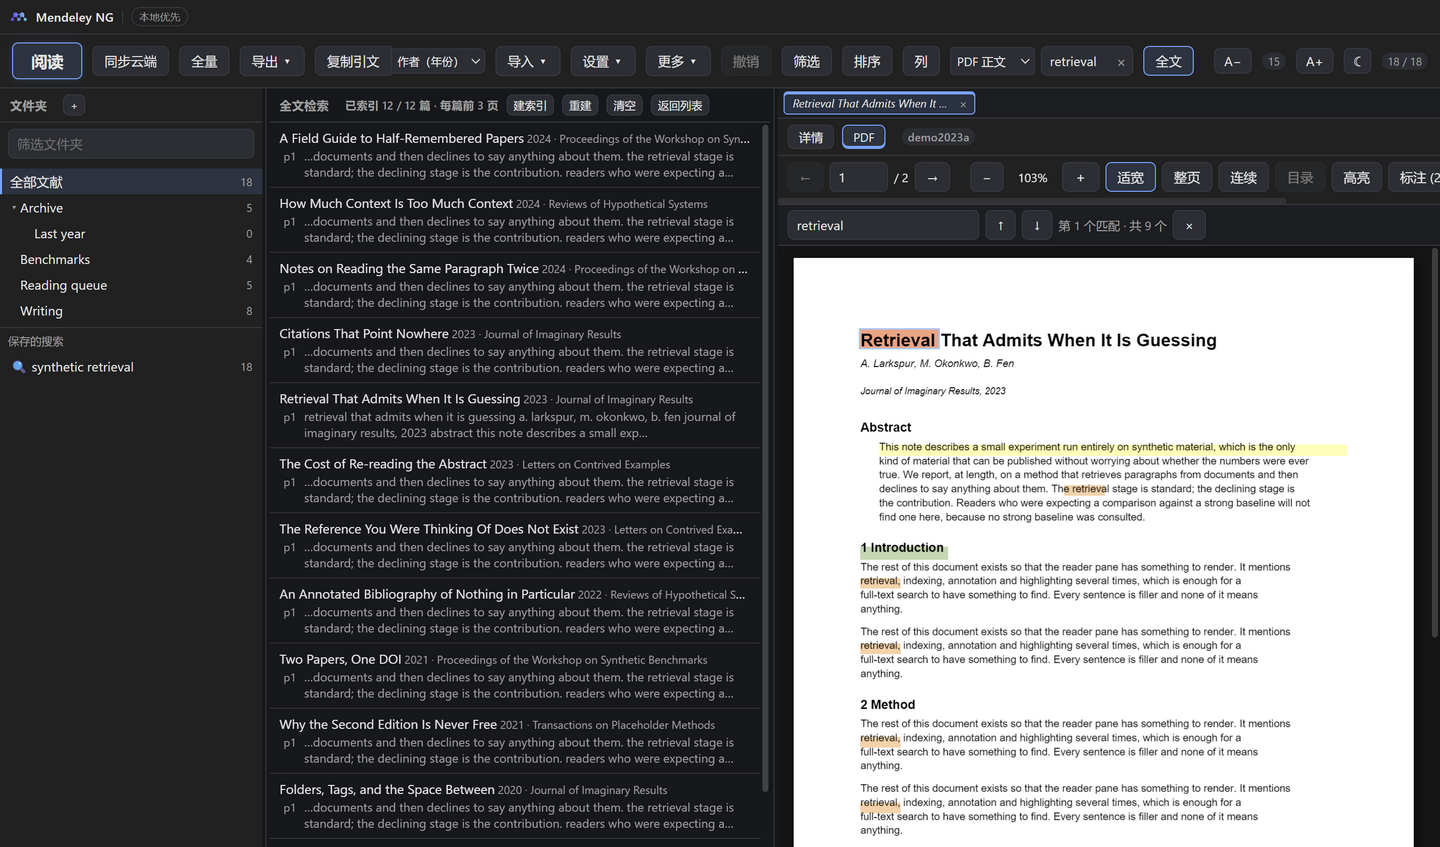 Mendeley NG 本地优先
阅读 同步云端 全量 导出 ▾ 复制引文 作者（年份） 导入 ▾ 设置 ▾ 更多 ▾ 撤销 筛选 排序 列 PDF 正文 retrieval × 全文 A− 15 A+ ☾ 18 / 18
文件夹 +
筛选文件夹
全部文献 18
Archive 5
Last year 0
Benchmarks 4
Reading queue 5
Writing 8
保存的搜索
synthetic retrieval 18
全文检索 已索引 12 / 12 篇 · 每篇前 3 页 建索引 重建 清空 返回列表
A Field Guide to Half-Remembered Papers 2024 · Proceedings of the Workshop on Syn...
p1 ...documents and then declines to say anything about them. the retrieval stage is
standard; the declining stage is the contribution. readers who were expecting a...
How Much Context Is Too Much Context 2024 · Reviews of Hypothetical Systems
p1 ...documents and then declines to say anything about them. the retrieval stage is
standard; the declining stage is the contribution. readers who were expecting a...
Notes on Reading the Same Paragraph Twice 2024 · Proceedings of the Workshop on ...
p1 ...documents and then declines to say anything about them. the retrieval stage is
standard; the declining stage is the contribution. readers who were expecting a...
Citations That Point Nowhere 2023 · Journal of Imaginary Results
p1 ...documents and then declines to say anything about them. the retrieval stage is
standard; the declining stage is the contribution. readers who were expecting a...
Retrieval That Admits When It Is Guessing 2023 · Journal of Imaginary Results
p1 retrieval that admits when it is guessing a. larkspur, m. okonkwo, b. fen journal of
imaginary results, 2023 abstract this note describes a small exp...
The Cost of Re-reading the Abstract 2023 · Letters on Contrived Examples
p1 ...documents and then declines to say anything about them. the retrieval stage is
standard; the declining stage is the contribution. readers who were expecting a...
The Reference You Were Thinking Of Does Not Exist 2023 · Letters on Contrived Exa...
p1 ...documents and then declines to say anything about them. the retrieval stage is
standard; the declining stage is the contribution. readers who were expecting a...
An Annotated Bibliography of Nothing in Particular 2022 · Reviews of Hypothetical S...
p1 ...documents and then declines to say anything about them. the retrieval stage is
standard; the declining stage is the contribution. readers who were expecting a...
Two Papers, One DOI 2021 · Proceedings of the Workshop on Synthetic Benchmarks
p1 ...documents and then declines to say anything about them. the retrieval stage is
standard; the declining stage is the contribution. readers who were expecting a...
Why the Second Edition Is Never Free 2021 · Transactions on Placeholder Methods
p1 ...documents and then declines to say anything about them. the retrieval stage is
standard; the declining stage is the contribution. readers who were expecting a...
Folders, Tags, and the Space Between 2020 · Journal of Imaginary Results
p1 ...documents and then declines to say anything about them. the retrieval stage is
standard; the declining stage is the contribution. readers who were expecting a...
Retrieval That Admits When It ... ×
详情 PDF demo2023a
← 1 / 2 → − 103% + 适宽 整页 连续 目录 高亮 标注 (2
retrieval ↑ ↓ 第 1 个匹配 · 共 9 个 ×
Retrieval That Admits When It Is Guessing
A. Larkspur, M. Okonkwo, B. Fen
Journal of Imaginary Results, 2023
Abstract
This note describes a small experiment run entirely on synthetic material, which is the only
kind of material that can be published without worrying about whether the numbers were ever
true. We report, at length, on a method that retrieves paragraphs from documents and then
declines to say anything about them. The retrieval stage is standard; the declining stage is
the contribution. Readers who were expecting a comparison against a strong baseline will not
find one here, because no strong baseline was consulted.
1 Introduction
The rest of this document exists so that the reader pane has something to render. It mentions
retrieval, indexing, annotation and highlighting several times, which is enough for a
full-text search to have something to find. Every sentence is filler and none of it means
anything.
The rest of this document exists so that the reader pane has something to render. It mentions
retrieval, indexing, annotation and highlighting several times, which is enough for a
full-text search to have something to find. Every sentence is filler and none of it means
anything.
2 Method
The rest of this document exists so that the reader pane has something to render. It mentions
retrieval, indexing, annotation and highlighting several times, which is enough for a
full-text search to have something to find. Every sentence is filler and none of it means
anything.
The rest of this document exists so that the reader pane has something to render. It mentions
retrieval, indexing, annotation and highlighting several times, which is enough for a
full-text search to have something to find. Every sentence is filler and none of it means
anything.